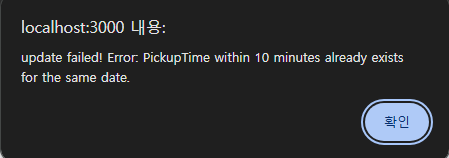 localhost:3000 내용:
update failed! Error: PickupTime within 10 minutes already exists
for the same date.
확인